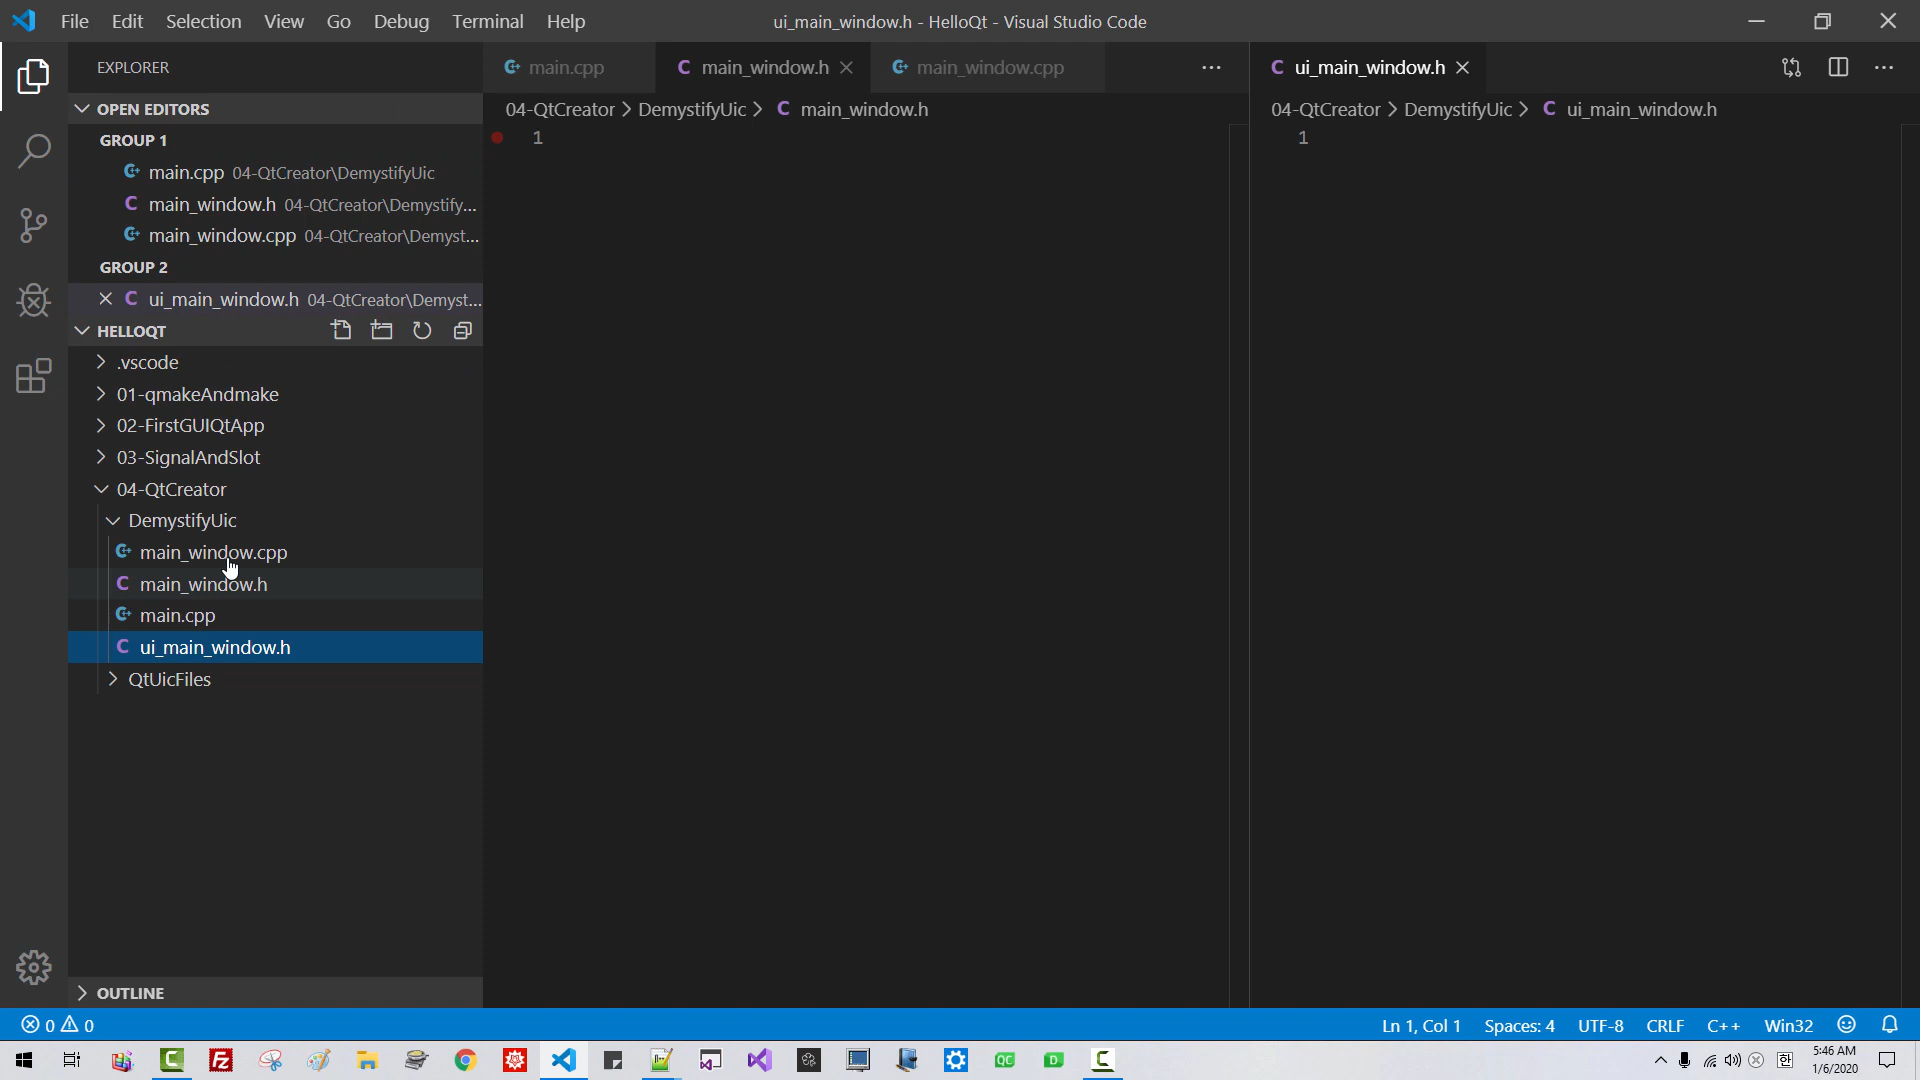 File Edit Selection View Go Debug Terminal Help
ui_main_window.h - HelloQt - Visual Studio Code
EXPLORER
OPEN EDITORS
GROUP 1
main.cpp 04-QtCreator\DemystifyUic
main_window.h 04-QtCreator\Demystify...
main_window.cpp 04-QtCreator\Demyst...
GROUP 2
ui_main_window.h 04-QtCreator\Demyst...
HELLOQT
.vscode
01-qmakeAndmake
02-FirstGUIQtApp
03-SignalAndSlot
04-QtCreator
DemystifyUic
main_window.cpp
main_window.h
main.cpp
ui_main_window.h
QtUicFiles
OUTLINE
main.cpp
main_window.h
main_window.cpp
04-QtCreator > DemystifyUic > C main_window.h
1
ui_main_window.h
04-QtCreator > DemystifyUic > C ui_main_window.h
1
0 0
Ln 1, Col 1 Spaces: 4 UTF-8 CRLF C++ Win32
한
5:46 AM
1/6/2020